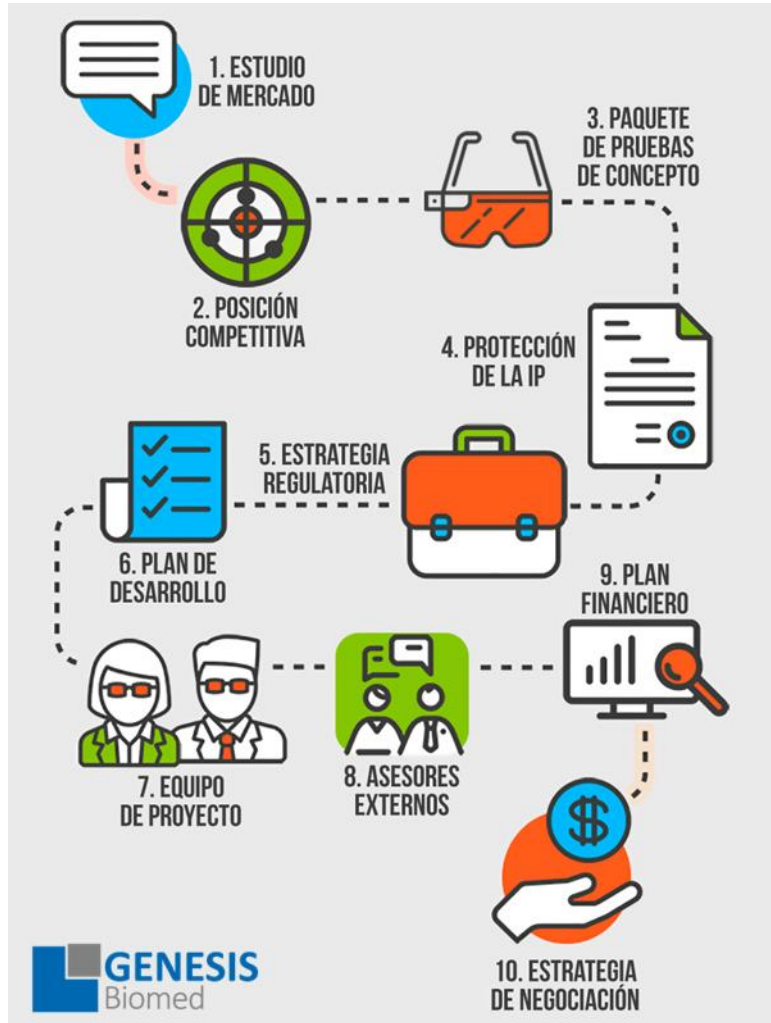 1. ESTUDIO
DE MERCADO
2. POSICIÓN
COMPETITIVA
3. PAQUETE
DE PRUEBAS
DE CONCEPTO
4. PROTECCIÓN
DE LA IP
5. ESTRATEGIA
REGULATORIA
6. PLAN DE
DESARROLLO
7. EQUIPO
DE PROYECTO
8. ASESORES
EXTERNOS
9. PLAN
FINANCIERO
$
10. ESTRATEGIA
DE NEGOCIACIÓN
GENESIS
Biomed